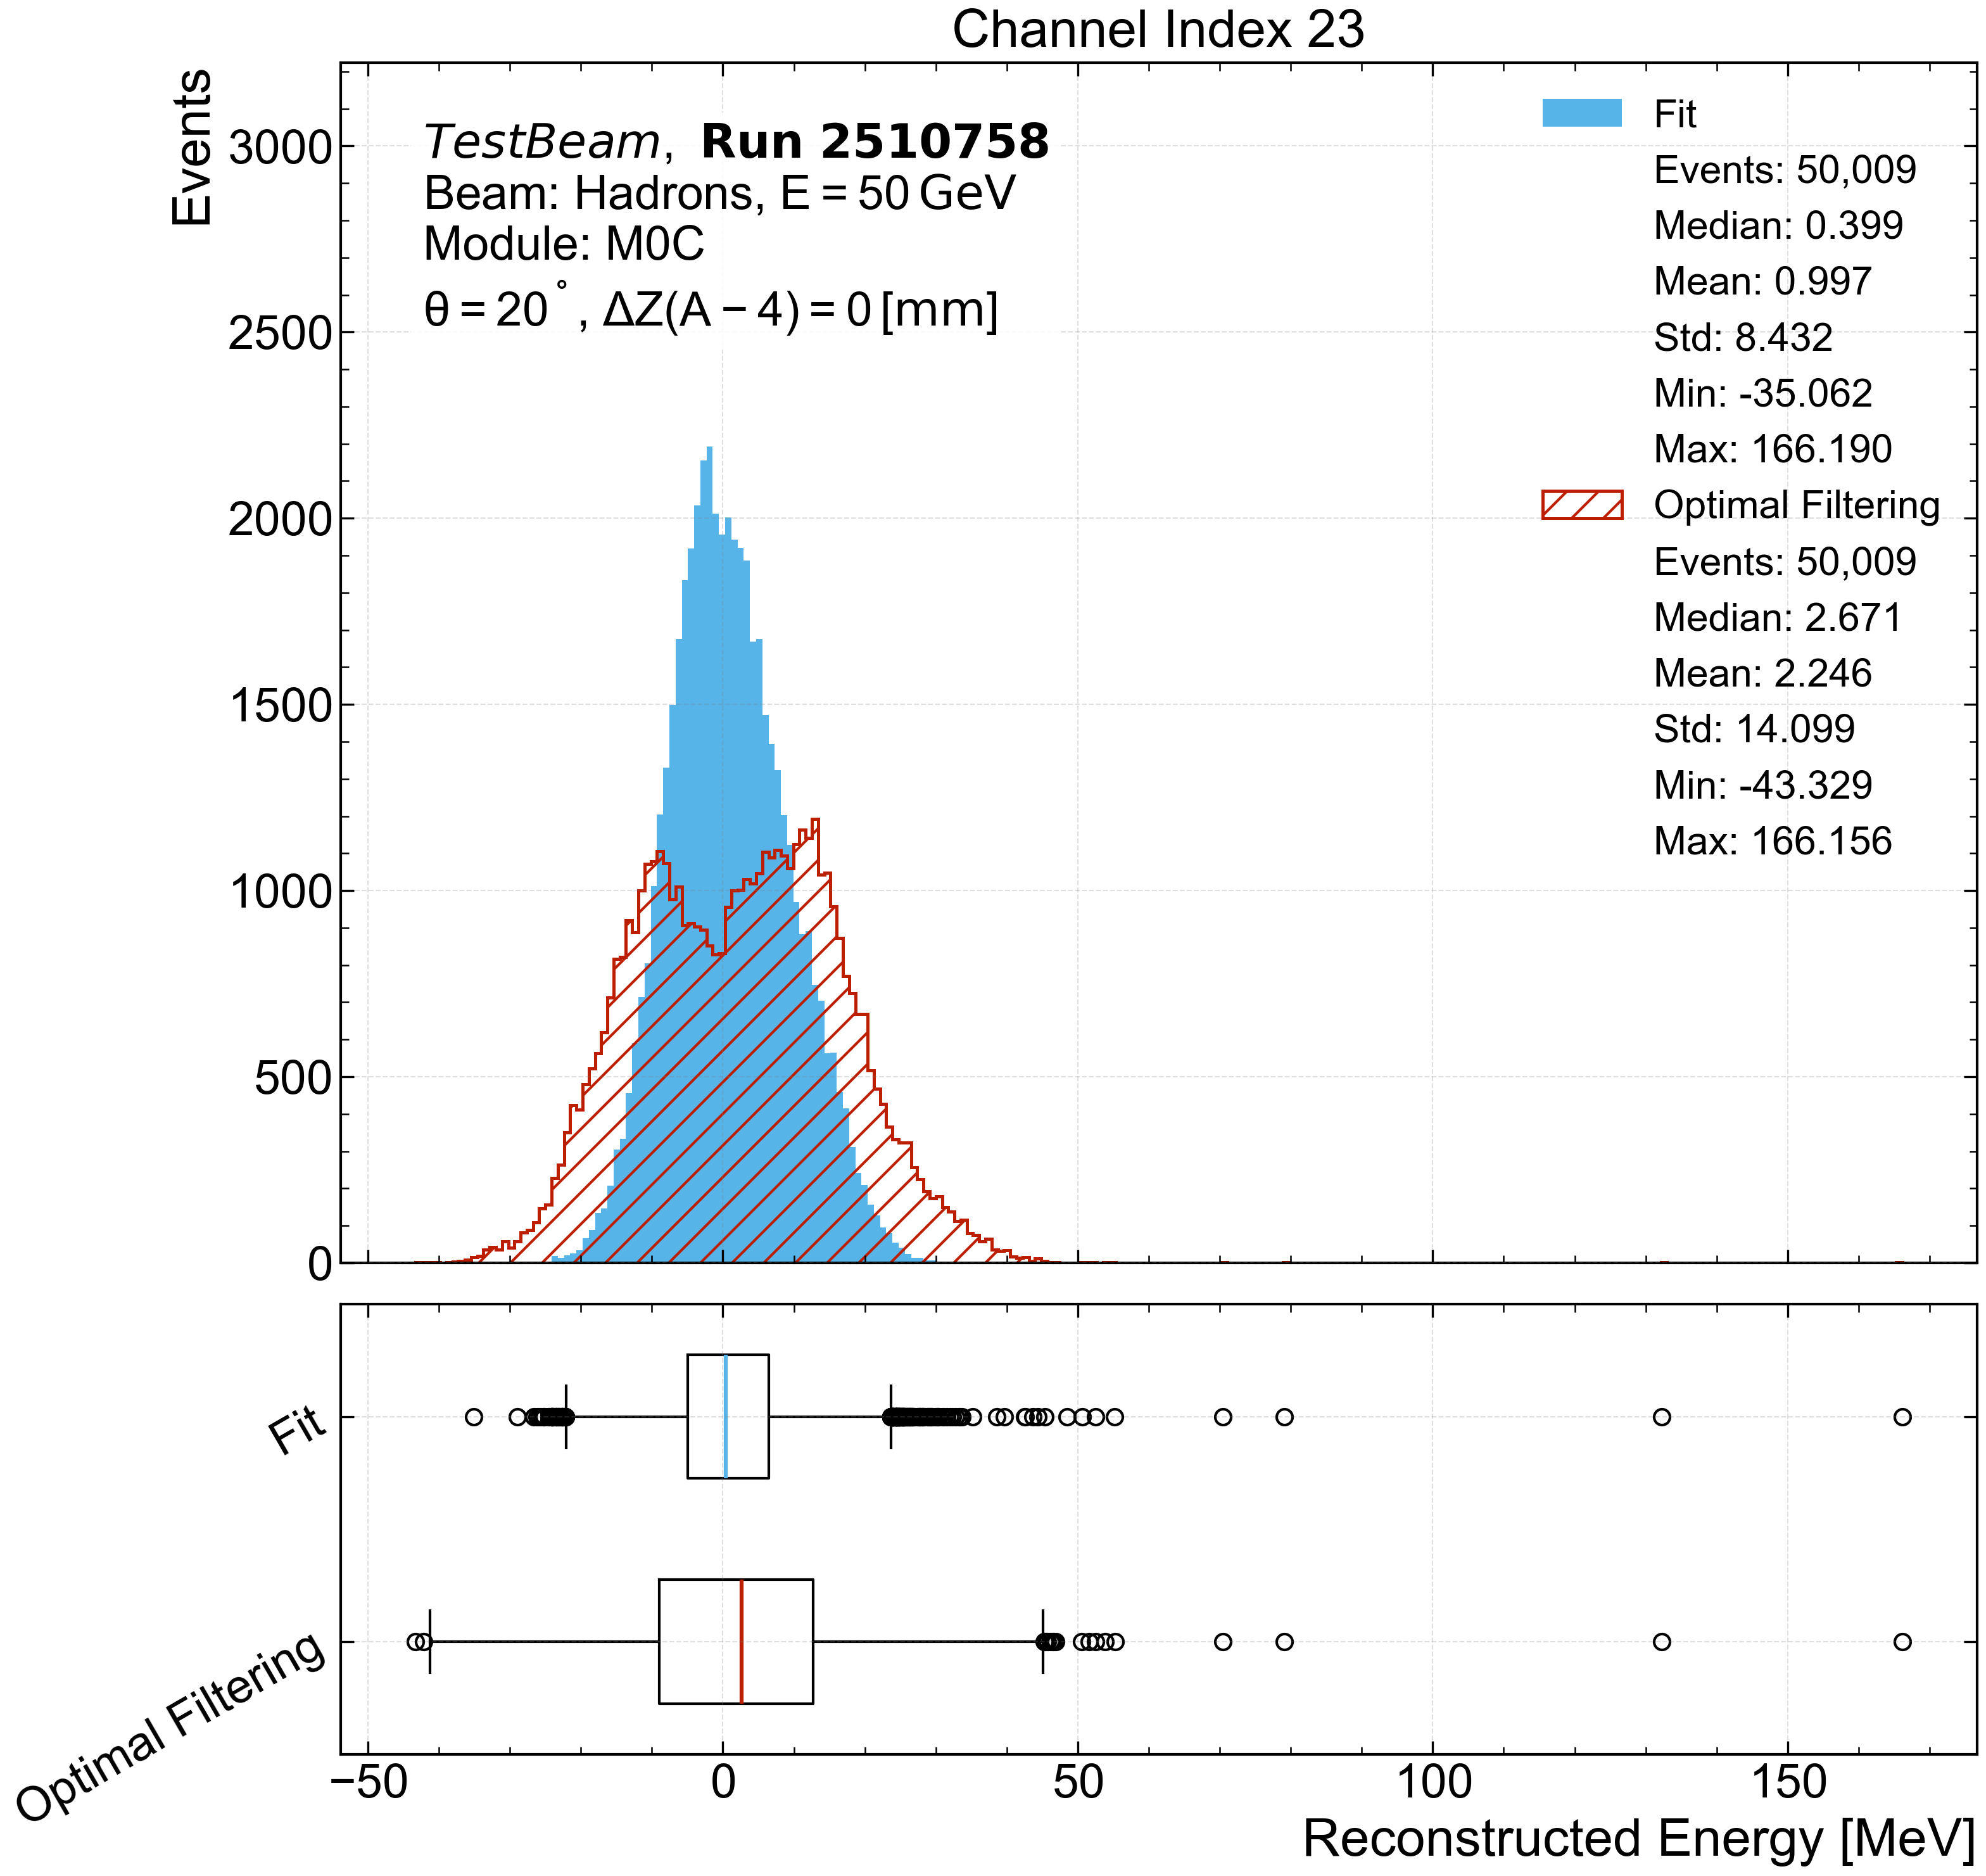 Channel Index 23
Events
3000
2500
2000
1500
1000
500
0
TestBeam, Run 2510758
Beam: Hadrons, E = 50 GeV
Module: M0C
θ = 20°, ΔZ(A − 4) = 0 [mm]
Fit
Events: 50,009
Median: 0.399
Mean: 0.997
Std: 8.432
Min: -35.062
Max: 166.190
Optimal Filtering
Events: 50,009
Median: 2.671
Mean: 2.246
Std: 14.099
Min: -43.329
Max: 166.156
Fit
Optimal Filtering
−50 0 50 100 150
Reconstructed Energy [MeV]